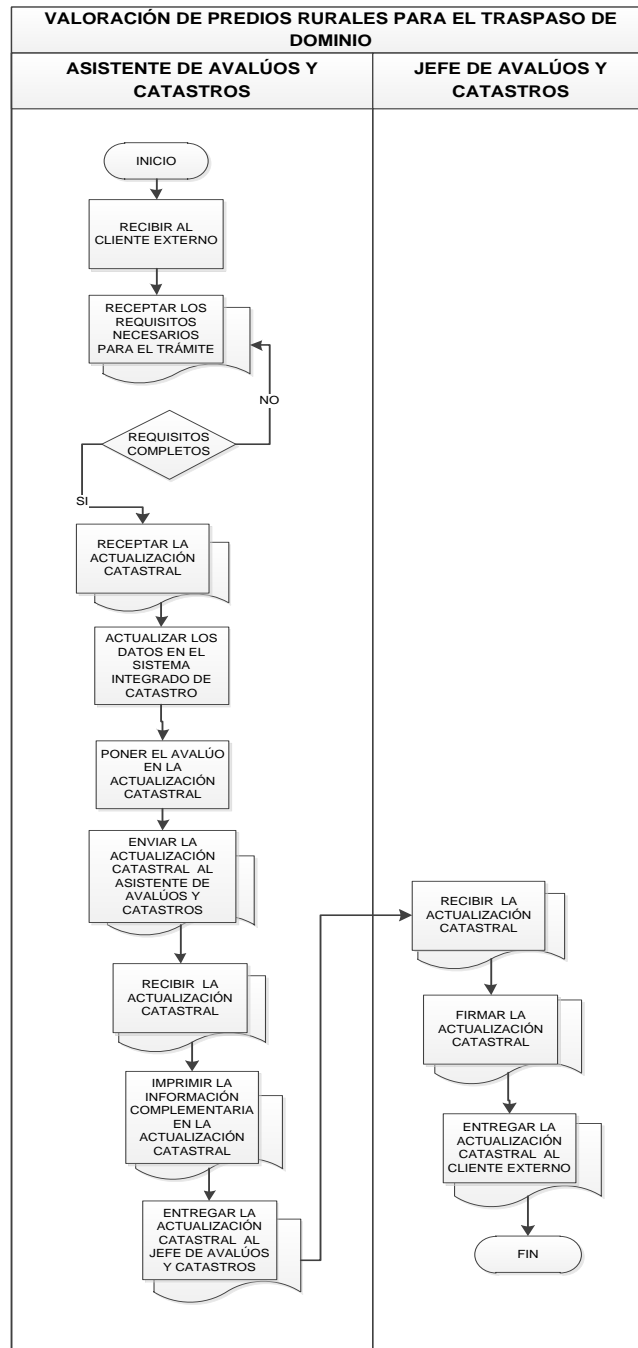 VALORACIÓN DE PREDIOS RURALES PARA EL TRASPASO DE
DOMINIO
ASISTENTE DE AVALÚOS Y
CATASTROS
JEFE DE AVALÚOS Y
CATASTROS
INICIO
RECIBIR AL
CLIENTE EXTERNO
RECEPTAR LOS
REQUISITOS
NECESARIOS
PARA EL TRÁMITE
NO
REQUISITOS
COMPLETOS
SI
RECEPTAR LA
ACTUALIZACIÓN
CATASTRAL
ACTUALIZAR LOS
DATOS EN EL
SISTEMA
INTEGRADO DE
CATASTRO
PONER EL AVALÚO
EN LA
ACTUALIZACIÓN
CATASTRAL
ENVIAR LA
ACTUALIZACIÓN
CATASTRAL AL
ASISTENTE DE
AVALÚOS Y
CATASTROS
RECIBIR LA
ACTUALIZACIÓN
CATASTRAL
IMPRIMIR LA
INFORMACIÓN
COMPLEMENTARIA
EN LA
ACTUALIZACIÓN
CATASTRAL
ENTREGAR LA
ACTUALIZACIÓN
CATASTRAL AL
JEFE DE AVALÚOS
Y CATASTROS
RECIBIR LA
ACTUALIZACIÓN
CATASTRAL
FIRMAR LA
ACTUALIZACIÓN
CATASTRAL
ENTREGAR LA
ACTUALIZACIÓN
CATASTRAL AL
CLIENTE EXTERNO
FIN